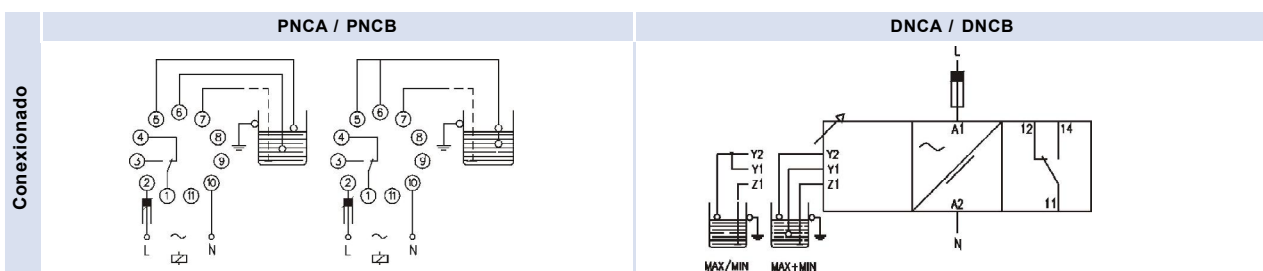 Conexionado
PNCA / PNCB
5 6 7
4 8
3 9
2 1 11 10
L ~ N
5 6 7
4 8
3 9
2 1 11 10
L ~ N
DNCA / DNCB
L
A1 12 14
Y2 Y2
Y1 Y1
Z1 Z1
~
A2 11
N
MAX/MIN MAX+MIN